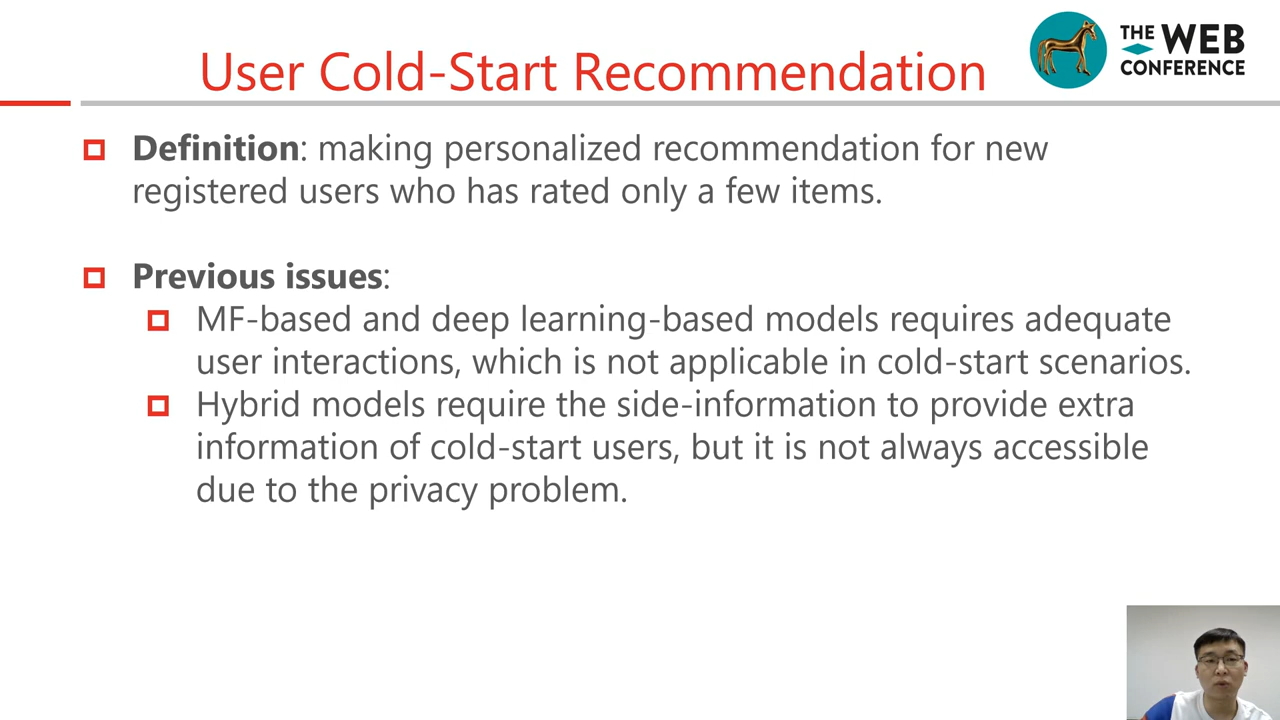 User Cold-Start Recommendation
THE WEB
CONFERENCE
Definition: making personalized recommendation for new
registered users who has rated only a few items.
Previous issues:
MF-based and deep learning-based models requires adequate
user interactions, which is not applicable in cold-start scenarios.
Hybrid models require the side-information to provide extra
information of cold-start users, but it is not always accessible
due to the privacy problem.